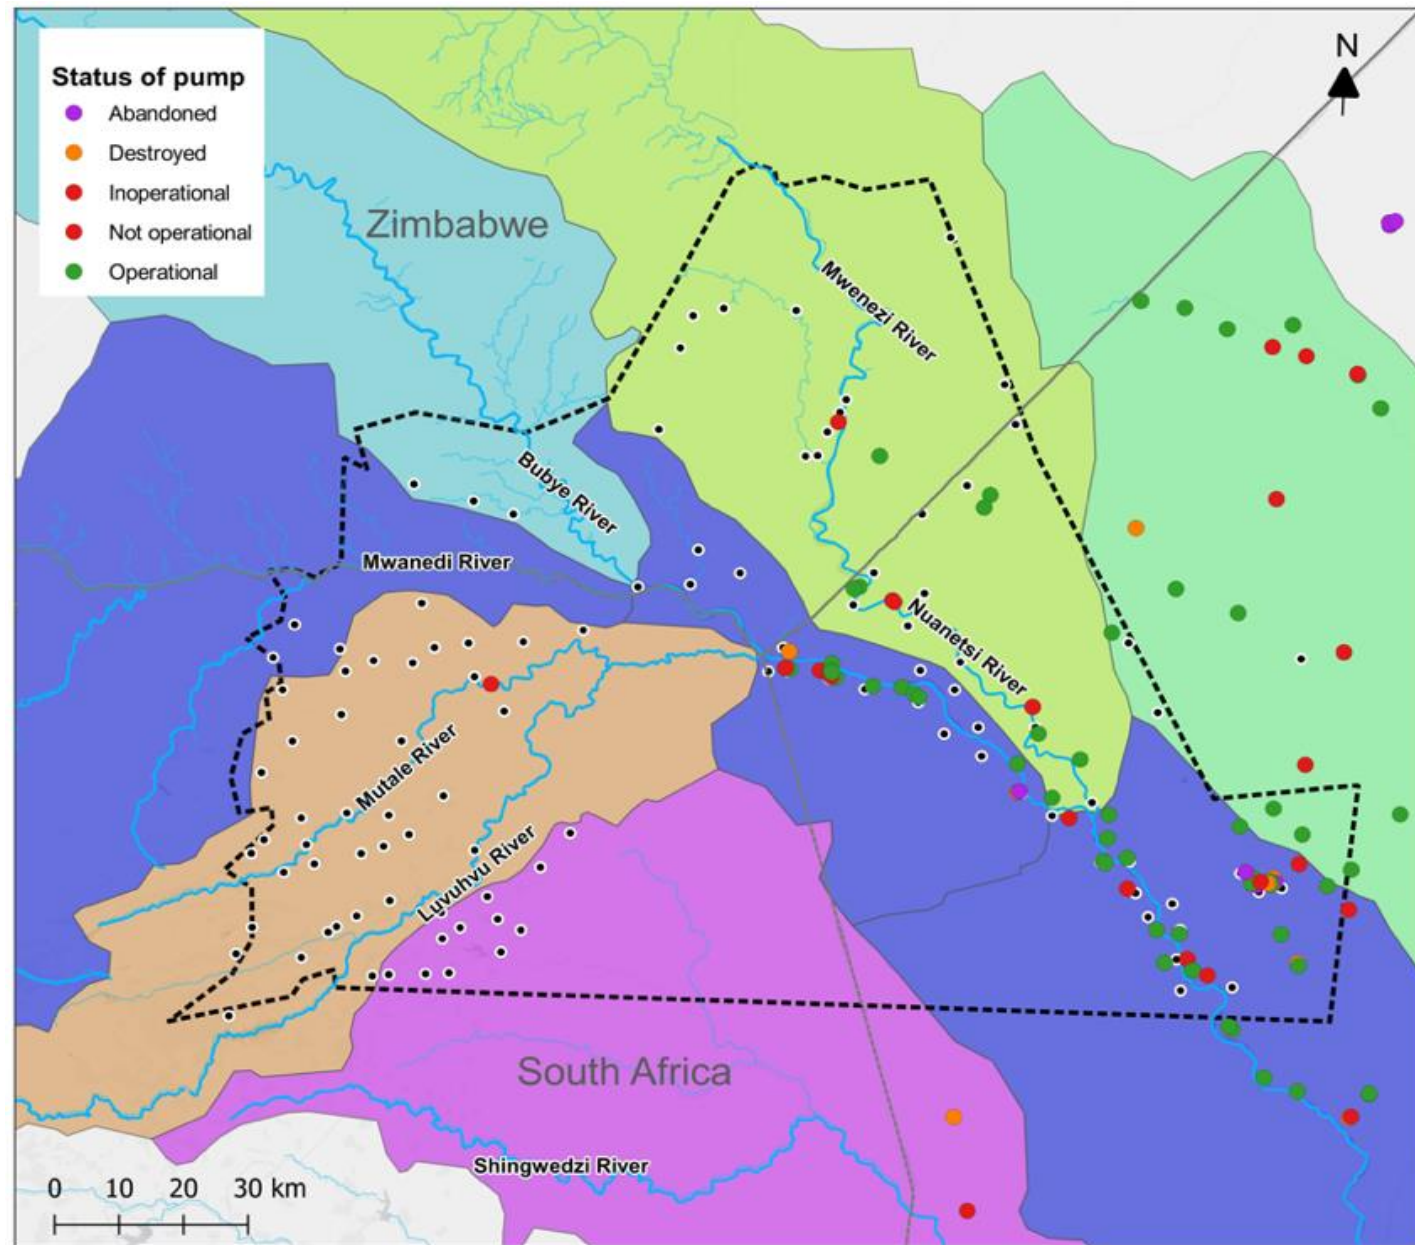 N
Status of pump
Abandoned
Destroyed
Inoperational
Not operational
Operational
Zimbabwe
Mwenezi River
Bubye River
Mwanedi River
Nuanetsi River
Mutale River
Luvuhvu River
South Africa
Shingwedzi River
0 10 20 30 km